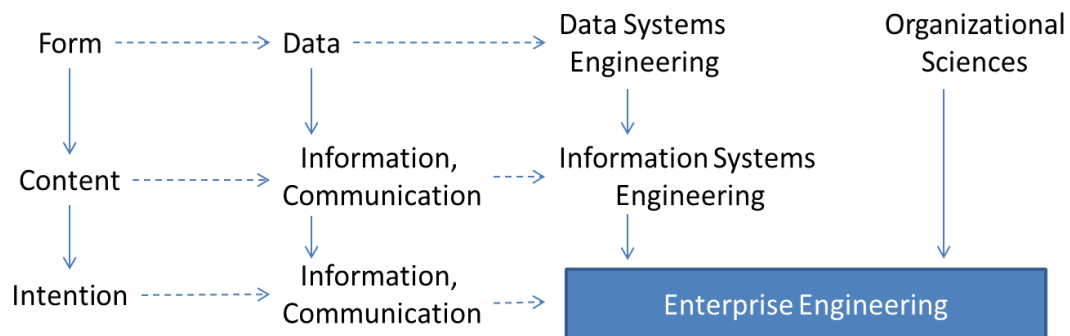 Form
Data
Data Systems
Engineering
Organizational
Sciences
Content
Information,
Communication
Information Systems
Engineering
Intention
Information,
Communication
Enterprise Engineering